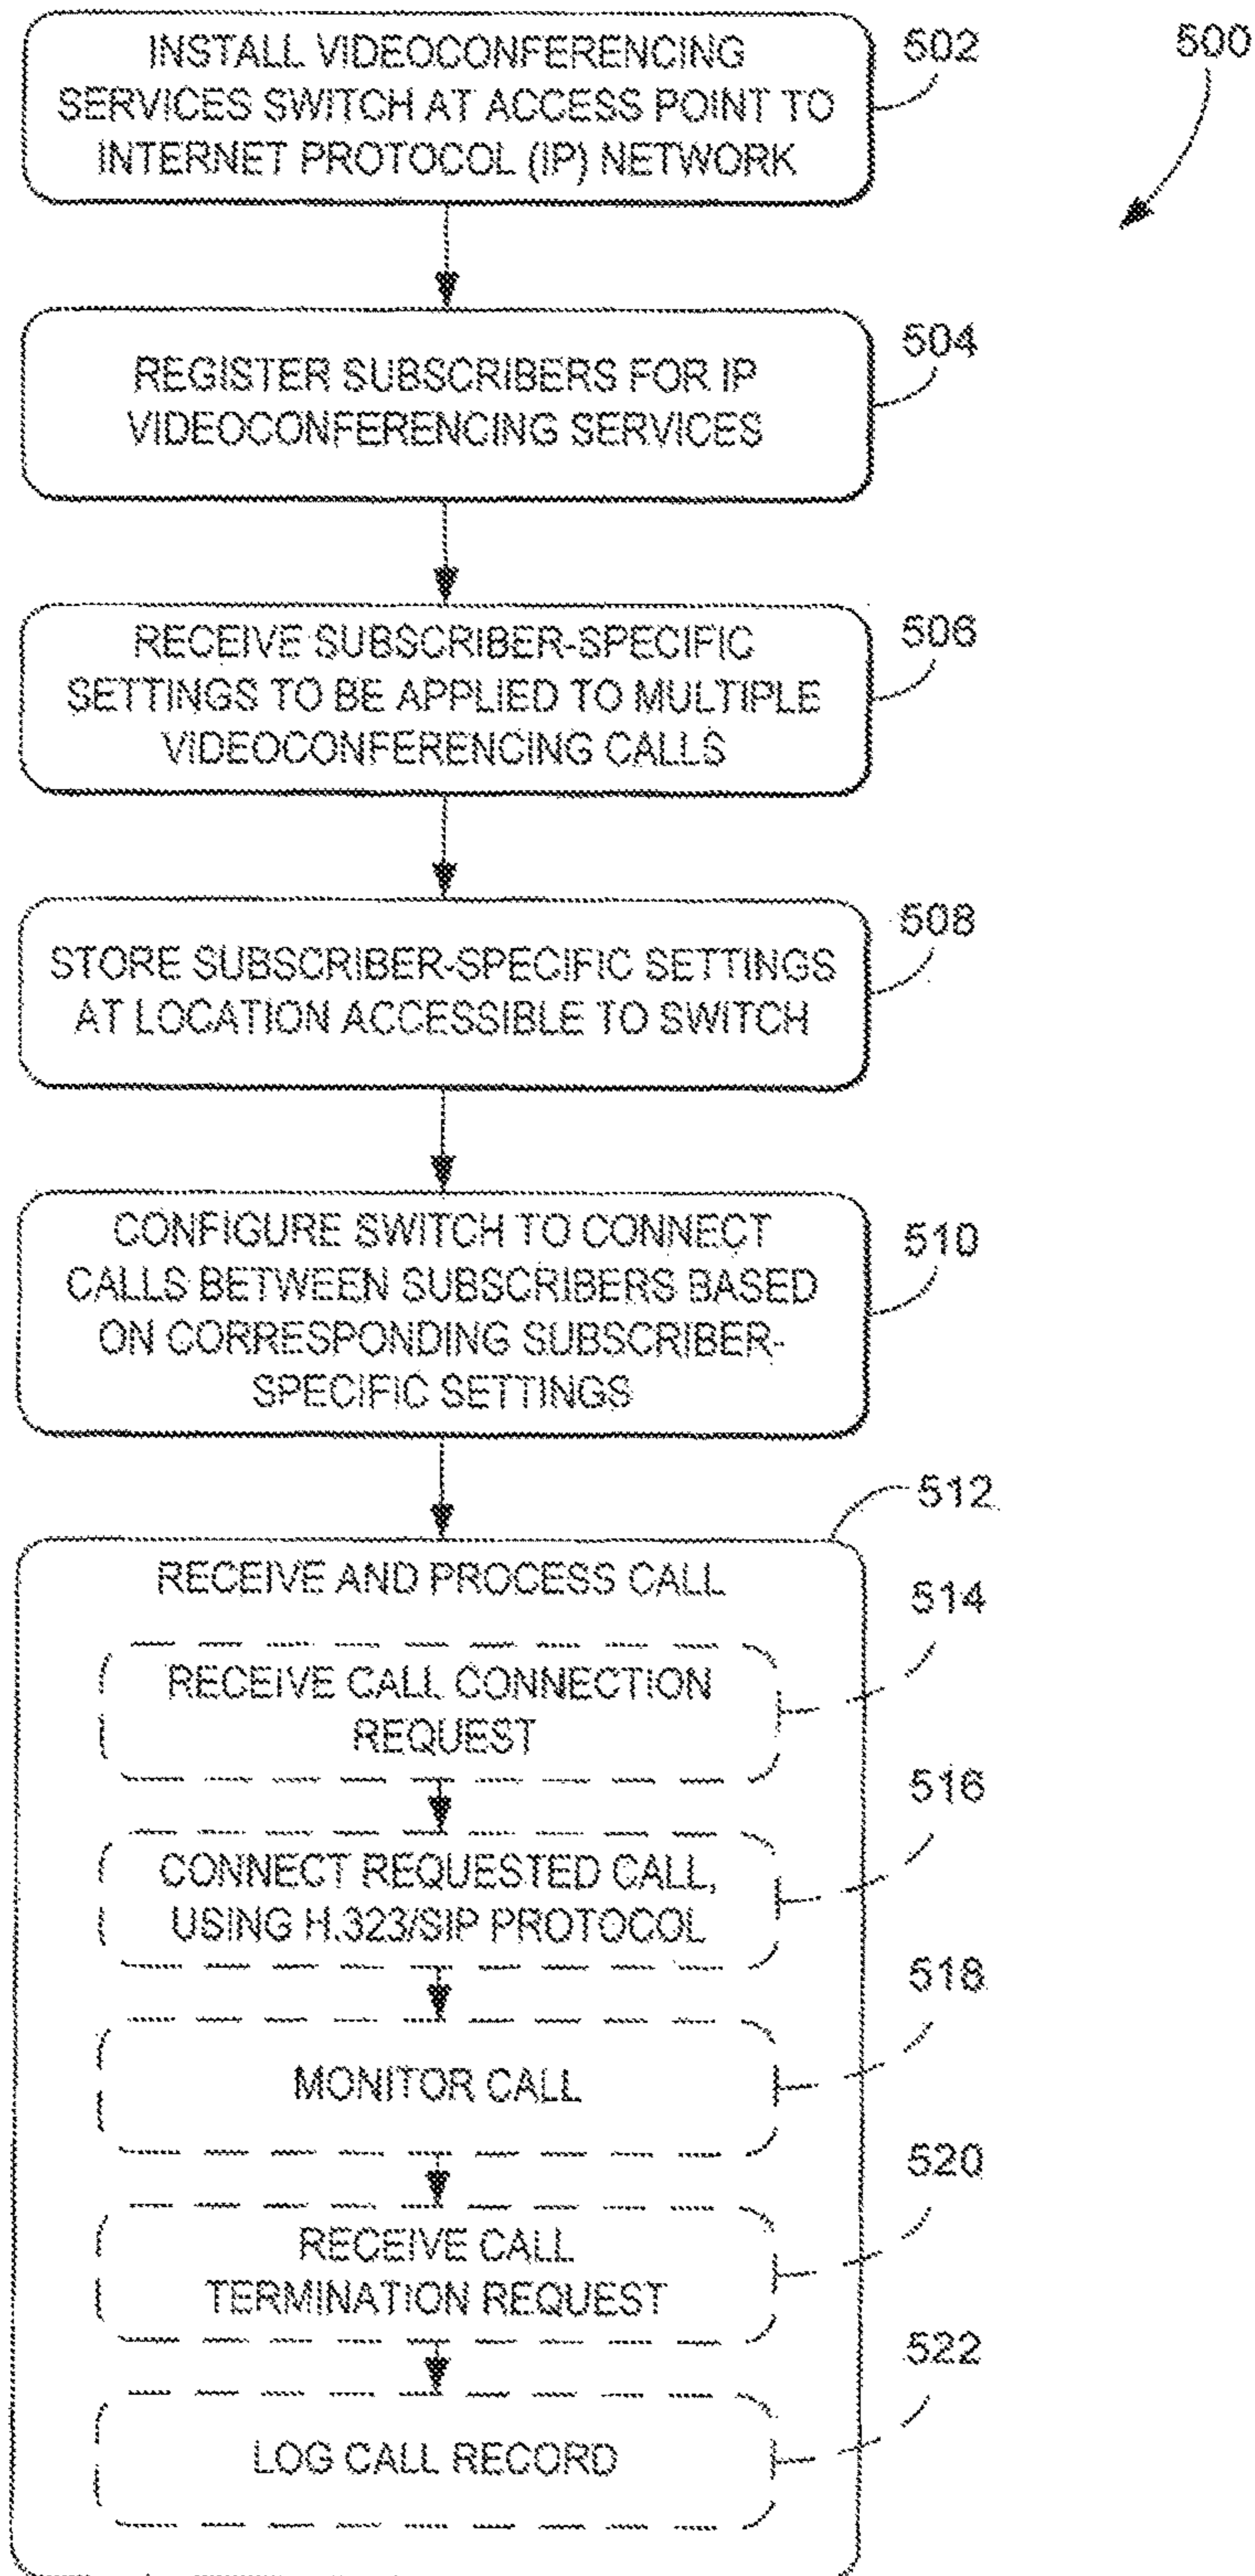 500
INSTALL VIDEOCONFERENCING
SERVICES SWITCH AT ACCESS POINT TO
INTERNET PROTOCOL (IP) NETWORK
502
REGISTER SUBSCRIBERS FOR IP
VIDEOCONFERENCING SERVICES
504
RECEIVE SUBSCRIBER-SPECIFIC
SETTINGS TO BE APPLIED TO MULTIPLE
VIDEOCONFERENCING CALLS
506
STORE SUBSCRIBER-SPECIFIC SETTINGS
AT LOCATION ACCESSIBLE TO SWITCH
508
CONFIGURE SWITCH TO CONNECT
CALLS BETWEEN SUBSCRIBERS BASED
ON CORRESPONDING SUBSCRIBER-
SPECIFIC SETTINGS
510
512
RECEIVE AND PROCESS CALL
RECEIVE CALL CONNECTION
REQUEST
514
CONNECT REQUESTED CALL,
USING H.323/SIP PROTOCOL
516
MONITOR CALL
518
RECEIVE CALL
TERMINATION REQUEST
520
LOG CALL RECORD
522